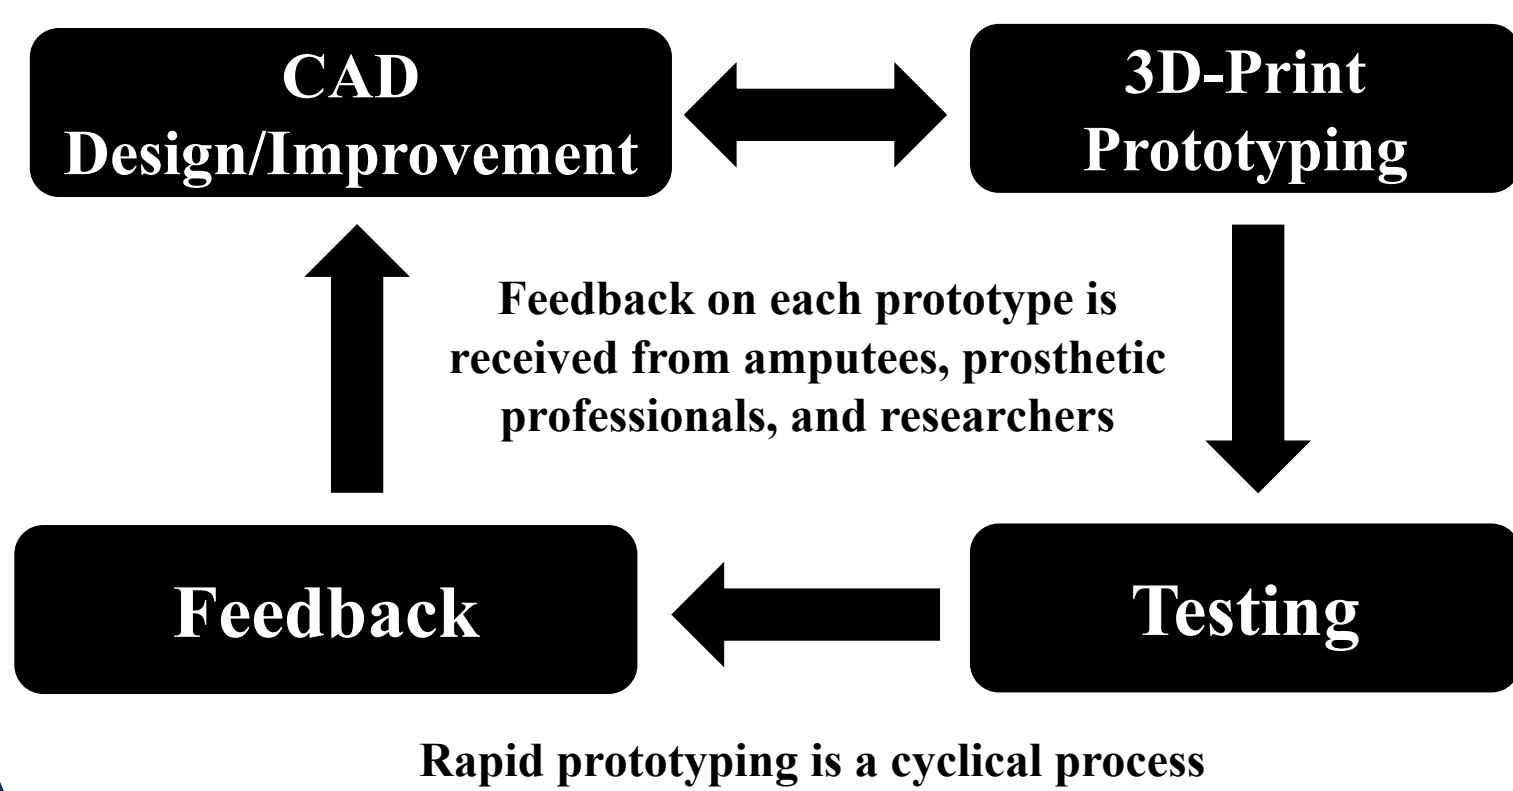 CAD
Design/Improvement
3D-Print
Prototyping
Feedback on each prototype is
received from amputees, prosthetic
professionals, and researchers
Feedback
Testing
Rapid prototyping is a cyclical process